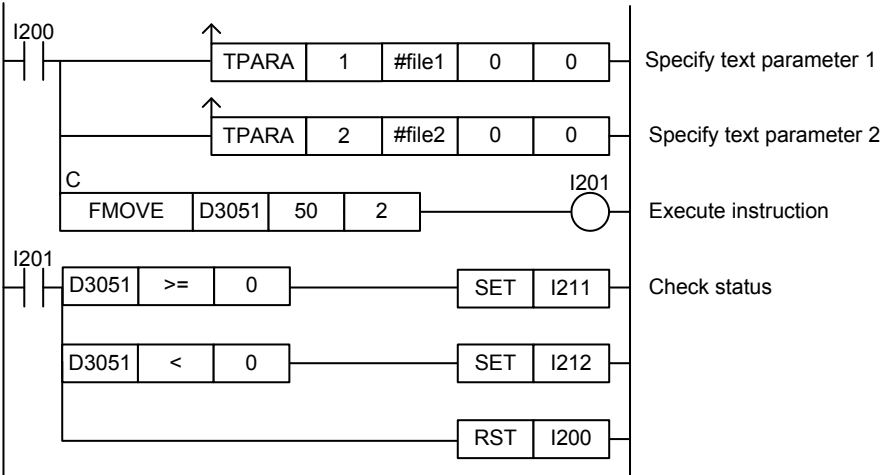 I200
TPARA 1 #file1 0 0 Specify text parameter 1
TPARA 2 #file2 0 0 Specify text parameter 2
C I201
FMOVE D3051 50 2 Execute instruction
I201
D3051 >= 0 SET I211 Check status
D3051 < 0 SET I212
RST I200